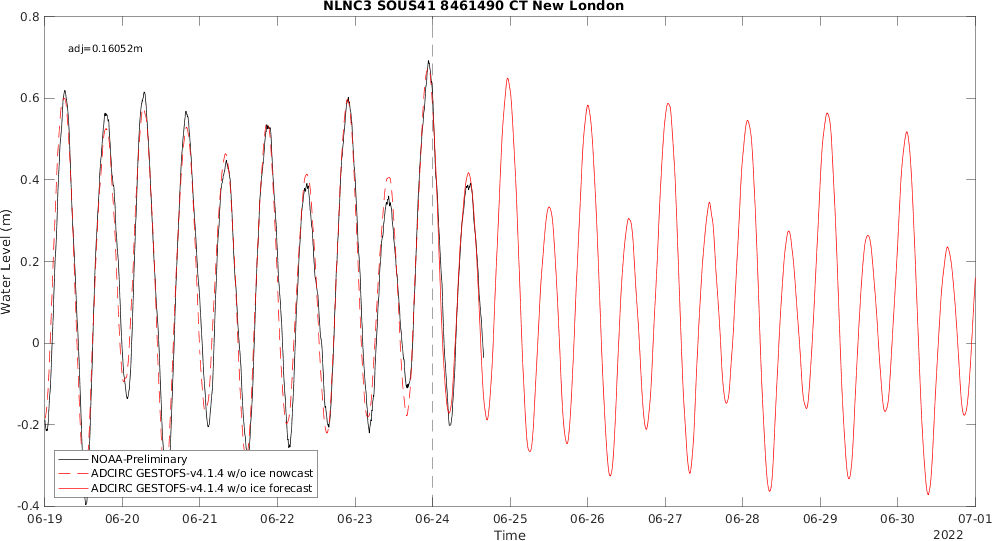 NLNC3 SOUS41 8461490 CT New London
0.8
adj=0.16052m
0.6
0.4
0.2
0
-0.2
-0.4
Water Level (m)
NOAA-Preliminary
ADCIRC GESTOFS-v4.1.4 w/o ice nowcast
ADCIRC GESTOFS-v4.1.4 w/o ice forecast
06-19 06-20 06-21 06-22 06-23 06-24 06-25 06-26 06-27 06-28 06-29 06-30 07-01
Time
2022